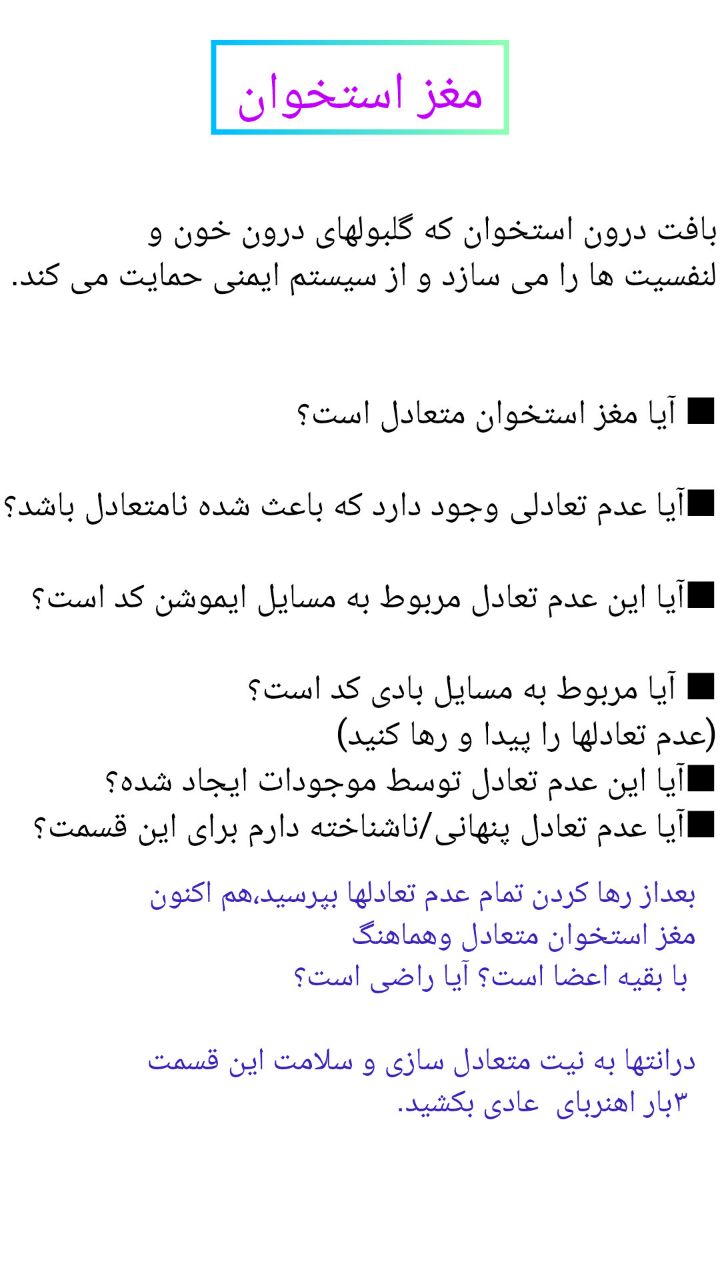 مغز استخوان
بافت درون استخوان که گلبولهای درون خون و
لنفسیت ها را می سازد و از سیستم ایمنی حمایت می کند.
■ آیا مغز استخوان متعادل است؟
■آیا عدم تعادلی وجود دارد که باعث شده نامتعادل باشد؟
■آیا این عدم تعادل مربوط به مسایل ایموشن کد است؟
■ آیا مربوط به مسایل بادی کد است؟
(عدم تعادلها را پیدا و رها کنید)
■آیا این عدم تعادل توسط موجودات ایجاد شده؟
■آیا عدم تعادل پنهانی/ناشناخته دارم برای این قسمت؟
بعداز رها کردن تمام عدم تعادلها بپرسید،هم اکنون
مغز استخوان متعادل وهماهنگ
با بقیه اعضا است؟ آیا راضی است؟
درانتها به نیت متعادل سازی و سلامت این قسمت
۳بار اهنربای عادی بکشید.